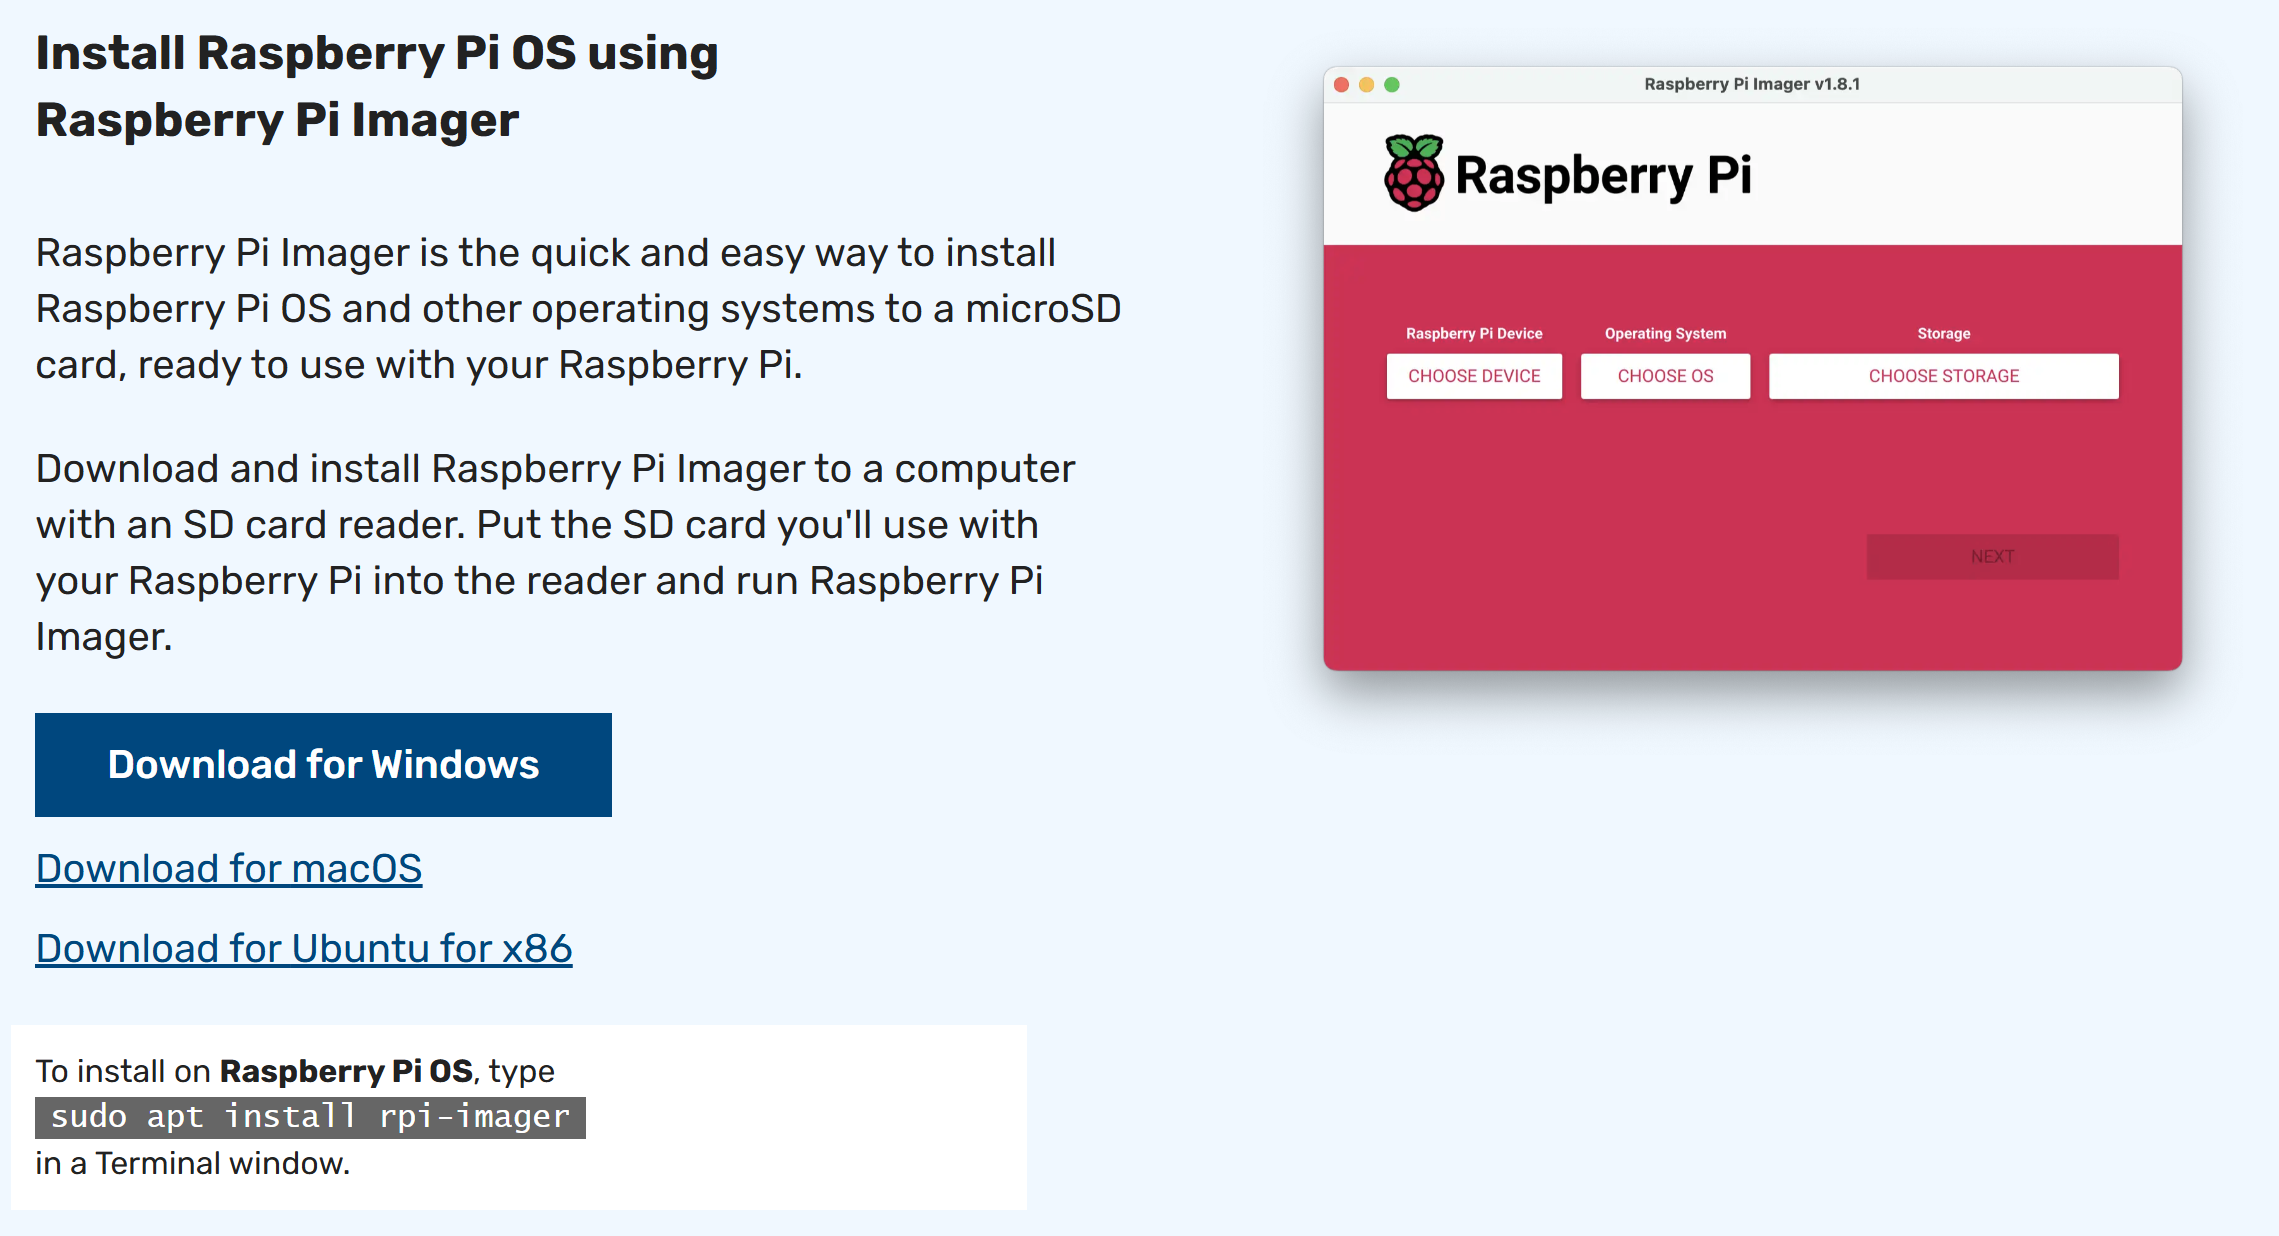 Install Raspberry Pi OS using
Raspberry Pi Imager
Raspberry Pi Imager is the quick and easy way to install
Raspberry Pi OS and other operating systems to a microSD
card, ready to use with your Raspberry Pi.
Download and install Raspberry Pi Imager to a computer
with an SD card reader. Put the SD card you'll use with
your Raspberry Pi into the reader and run Raspberry Pi
Imager.
Download for Windows
Download for macOS
Download for Ubuntu for x86
To install on Raspberry Pi OS, type
sudo apt install rpi-imager
in a Terminal window.
Raspberry Pi Imager v1.8.1
Raspberry Pi
Raspberry Pi Device
Operating System
Storage
CHOOSE DEVICE
CHOOSE OS
CHOOSE STORAGE
NEXT